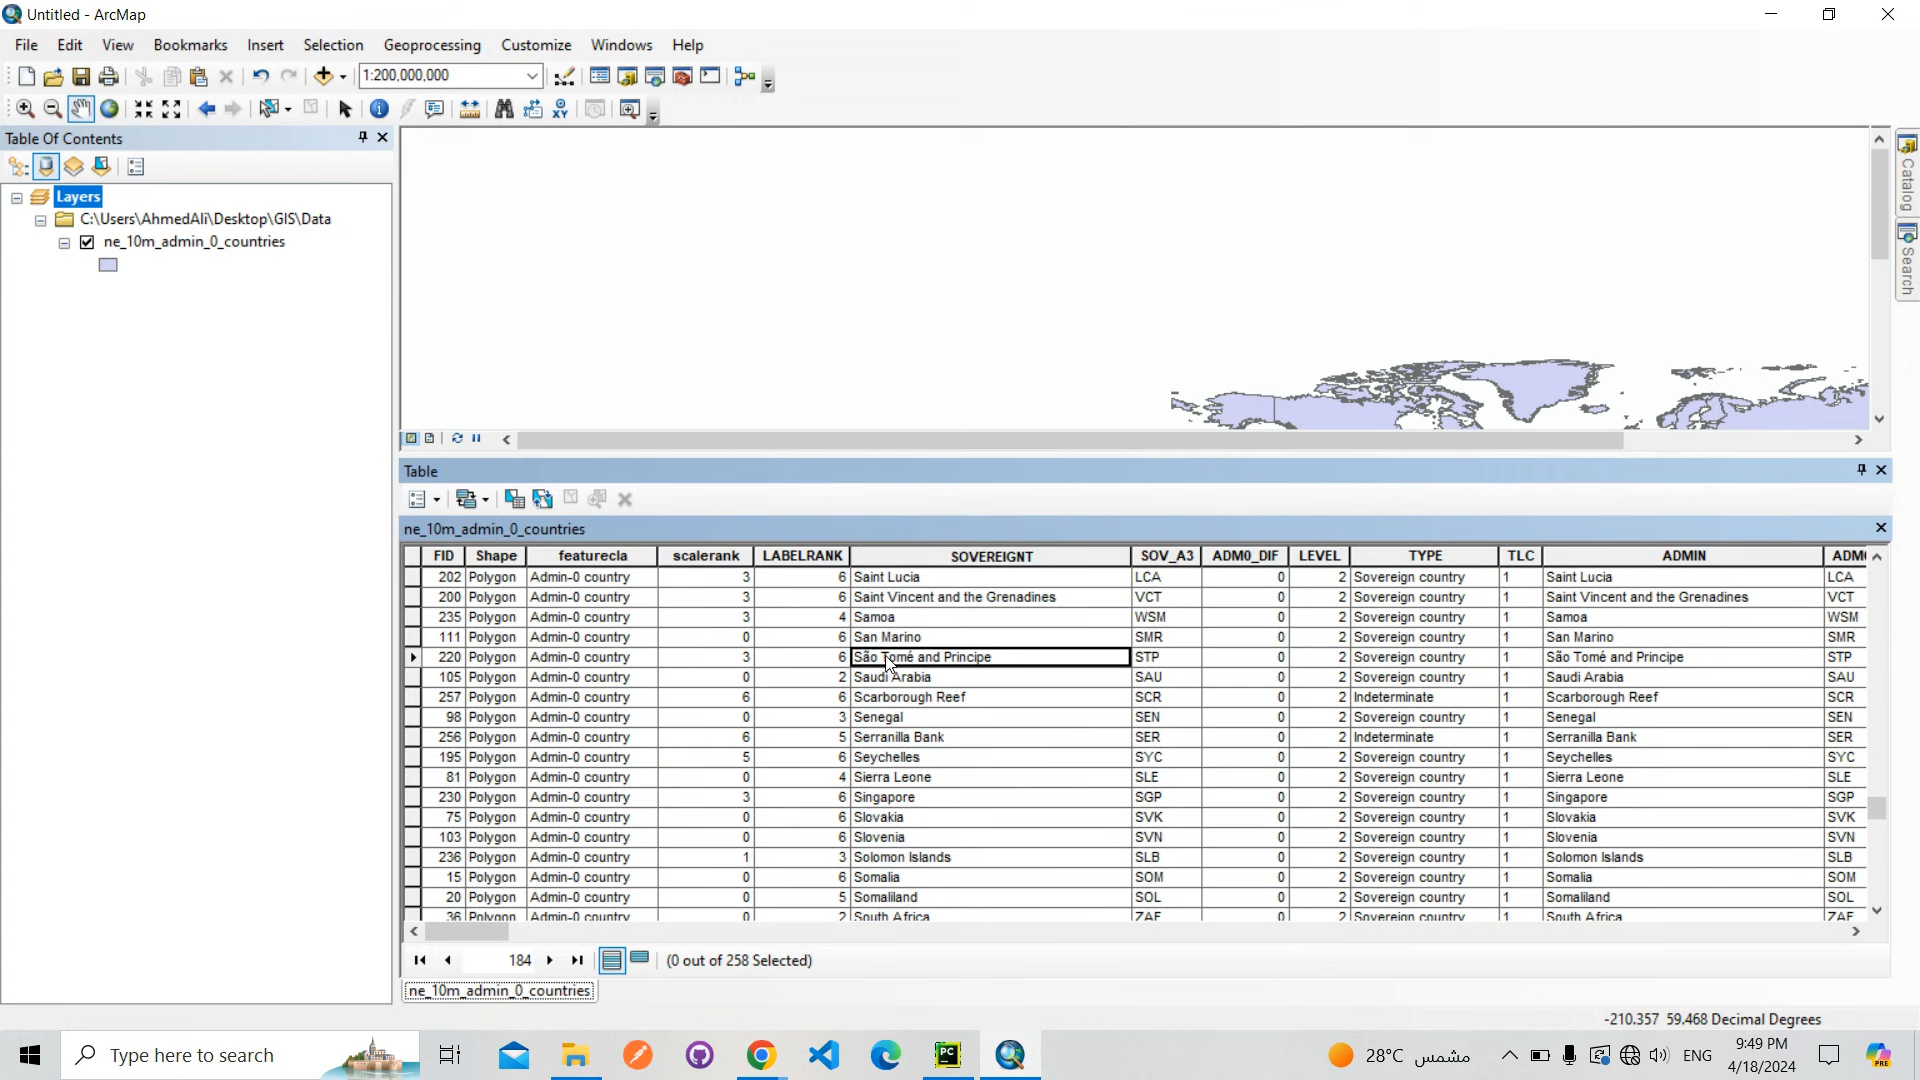 Untitled - ArcMap
File Edit View Bookmarks Insert Selection Geoprocessing Customize Windows Help
1:200,000,000
Table Of Contents
Layers
C:\Users\AhmedAli\Desktop\GIS\Data
ne_10m_admin_0_countries
Catalog
Search
Table
ne_10m_admin_0_countries
FID Shape featurecla scalerank LABELRANK SOVEREIGNT SOV_A3 ADM0_DIF LEVEL TYPE TLC ADMIN ADM
202 Polygon Admin-0 country 3 6 Saint Lucia LCA 0 2 Sovereign country 1 Saint Lucia LCA
200 Polygon Admin-0 country 3 6 Saint Vincent and the Grenadines VCT 0 2 Sovereign country 1 Saint Vincent and the Grenadines VCT
235 Polygon Admin-0 country 3 4 Samoa WSM 0 2 Sovereign country 1 Samoa WSM
111 Polygon Admin-0 country 0 6 San Marino SMR 0 2 Sovereign country 1 San Marino SMR
220 Polygon Admin-0 country 3 6 São Tomé and Principe STP 0 2 Sovereign country 1 São Tomé and Principe STP
105 Polygon Admin-0 country 0 2 Saudi Arabia SAU 0 2 Sovereign country 1 Saudi Arabia SAU
257 Polygon Admin-0 country 6 6 Scarborough Reef SCR 0 2 Indeterminate 1 Scarborough Reef SCR
98 Polygon Admin-0 country 0 3 Senegal SEN 0 2 Sovereign country 1 Senegal SEN
256 Polygon Admin-0 country 6 5 Serranilla Bank SER 0 2 Indeterminate 1 Serranilla Bank SER
195 Polygon Admin-0 country 5 6 Seychelles SYC 0 2 Sovereign country 1 Seychelles SYC
81 Polygon Admin-0 country 0 4 Sierra Leone SLE 0 2 Sovereign country 1 Sierra Leone SLE
230 Polygon Admin-0 country 3 6 Singapore SGP 0 2 Sovereign country 1 Singapore SGP
75 Polygon Admin-0 country 0 6 Slovakia SVK 0 2 Sovereign country 1 Slovakia SVK
103 Polygon Admin-0 country 0 6 Slovenia SVN 0 2 Sovereign country 1 Slovenia SVN
236 Polygon Admin-0 country 1 3 Solomon Islands SLB 0 2 Sovereign country 1 Solomon Islands SLB
15 Polygon Admin-0 country 0 6 Somalia SOM 0 2 Sovereign country 1 Somalia SOM
20 Polygon Admin-0 country 0 5 Somaliland SOL 0 2 Sovereign country 1 Somaliland SOL
36 Polygon Admin-0 country 0 2 South Africa ZAF 0 2 Sovereign country 1 South Africa ZAF
184 (0 out of 258 Selected)
ne_10m_admin_0_countries
-210.357 59.468 Decimal Degrees
Type here to search
28°C مشمس
ENG
9:49 PM
4/18/2024